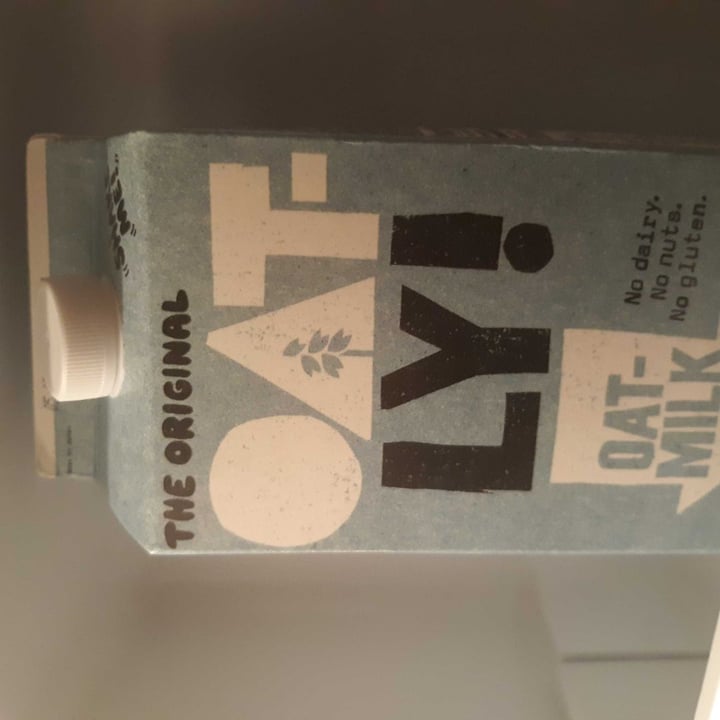 THE ORIGINAL
OAT-
LY!
No dairy.
No nuts.
No gluten.
OAT-
MILK